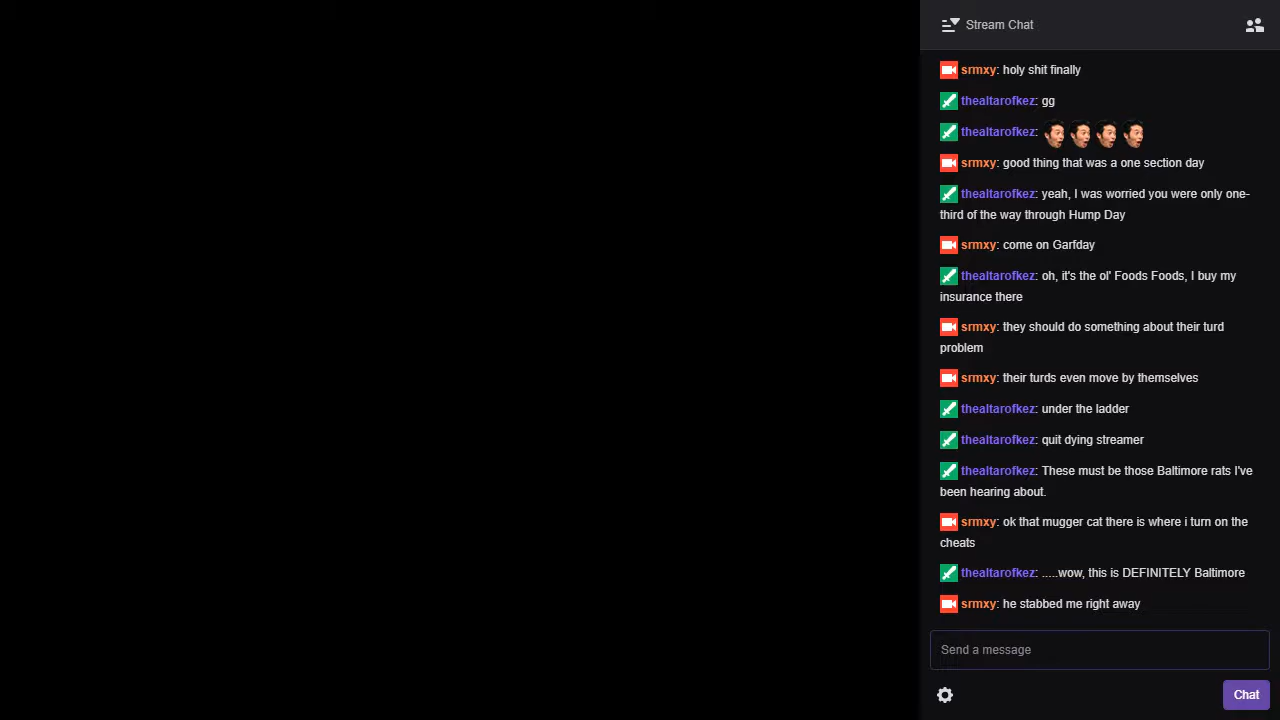 Stream Chat
srmxy: holy shit finally
thealtarofkez: gg
thealtarofkez:
srmxy: good thing that was a one section day
thealtarofkez: yeah, I was worried you were only one-
third of the way through Hump Day
srmxy: come on Garfday
thealtarofkez: oh, it's the ol' Foods Foods, I buy my
insurance there
srmxy: they should do something about their turd
problem
srmxy: their turds even move by themselves
thealtarofkez: under the ladder
thealtarofkez: quit dying streamer
thealtarofkez: These must be those Baltimore rats I've
been hearing about.
srmxy: ok that mugger cat there is where i turn on the
cheats
thealtarofkez: .....wow, this is DEFINITELY Baltimore
srmxy: he stabbed me right away
Send a message
Chat